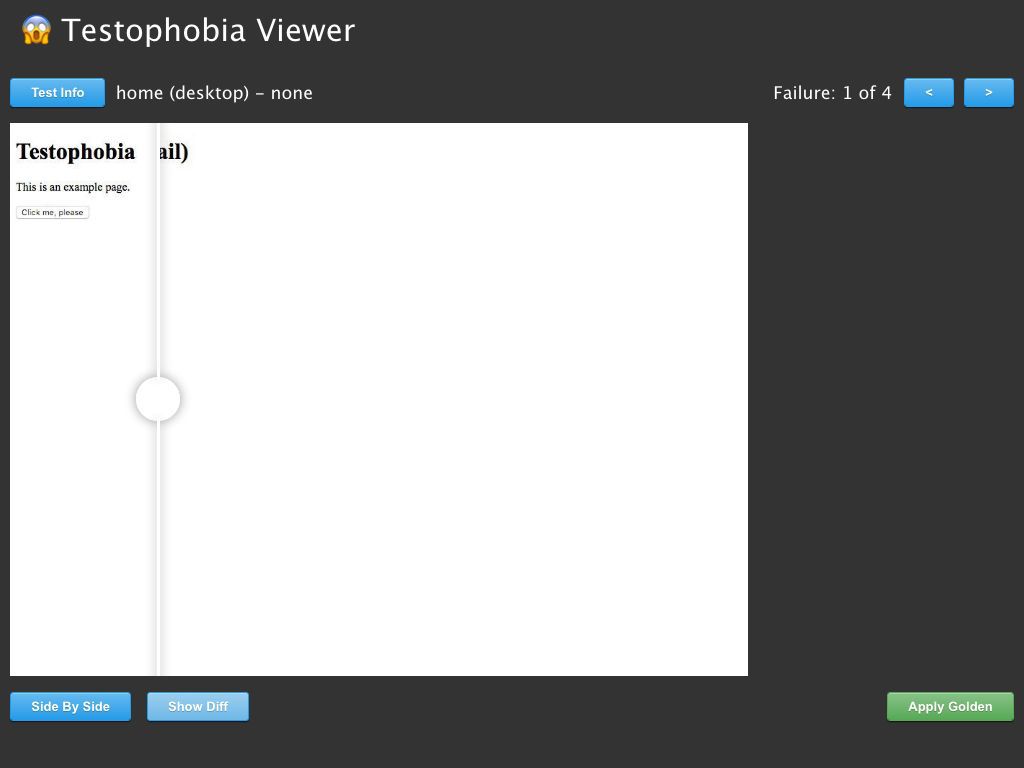 Testophobia Viewer
Test Info home (desktop) – none Failure: 1 of 4 < >
Testophobia ail)
This is an example page.
Click me, please
Side By Side Show Diff Apply Golden